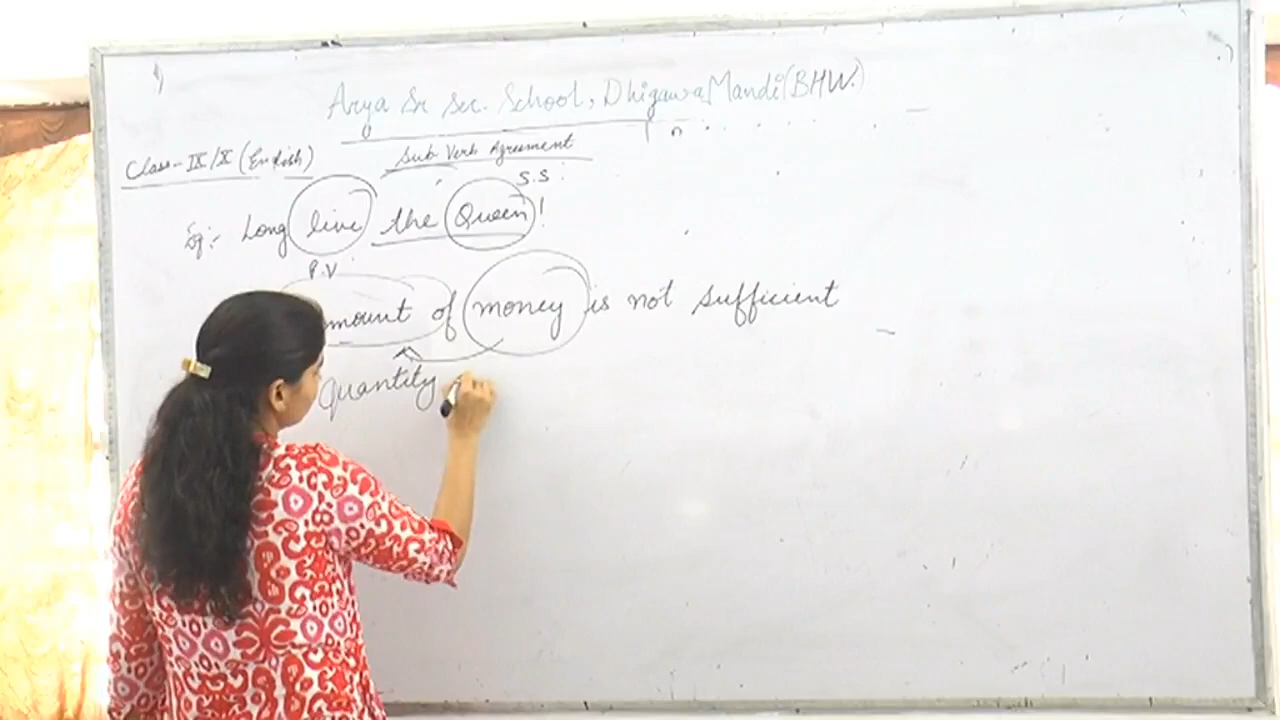 Arya Sr Sec. School, Dhigawa Mandi (BHW.)
Class-IX/X (English) Sub Verb Agreement
S.S
Eg:- Long live the Queen!
P.V
mount of money is not sufficient
Quantity